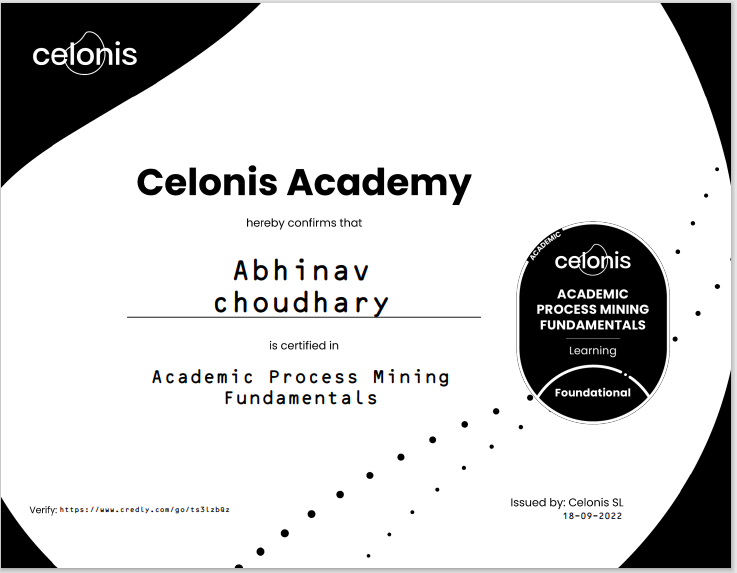 celonis
Celonis Academy
hereby confirms that
Abhinav
choudhary
is certified in
Academic Process Mining
Fundamentals
ACADEMIC
celonis
ACADEMIC
PROCESS MINING
FUNDAMENTALS
Learning
Foundational
Verify: https://www.credly.com/go/ts3lzbQz
Issued by: Celonis SL
18-09-2022